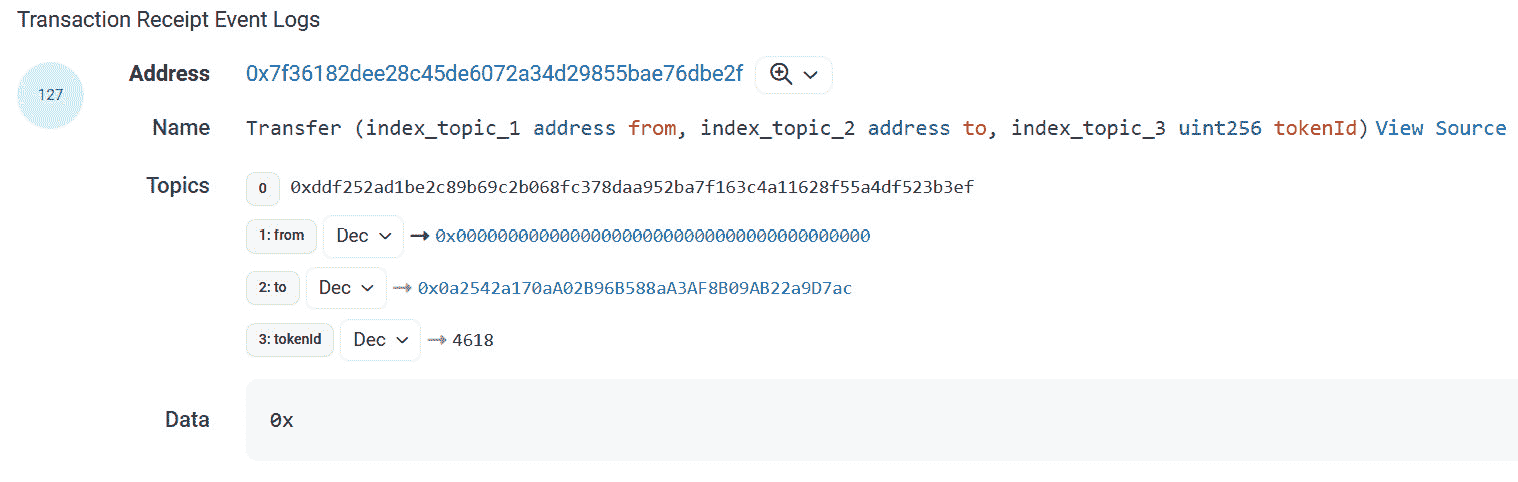 Transaction Receipt Event Logs
127
Address 0x7f36182dee28c45de6072a34d29855bae76dbe2f
Name Transfer (index_topic_1 address from, index_topic_2 address to, index_topic_3 uint256 tokenId) View Source
Topics 0 0xddf252ad1be2c89b69c2b068fc378daa952ba7f163c4a11628f55a4df523b3ef
1: from Dec → 0x0000000000000000000000000000000000000000
2: to Dec → 0x0a2542a170aA02B96B588aA3AF8B09AB22a9D7ac
3: tokenId Dec → 4618
Data 0x